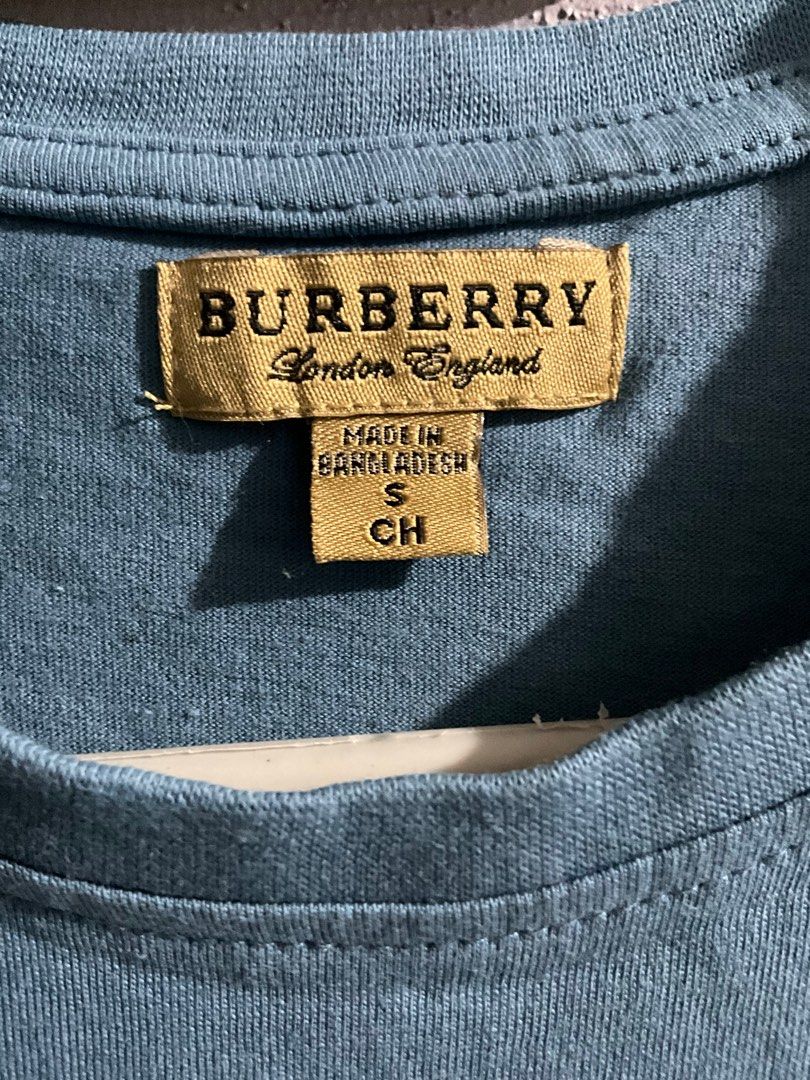 BURBERRY
London England
MADE IN
BANGLADESH
S
CH